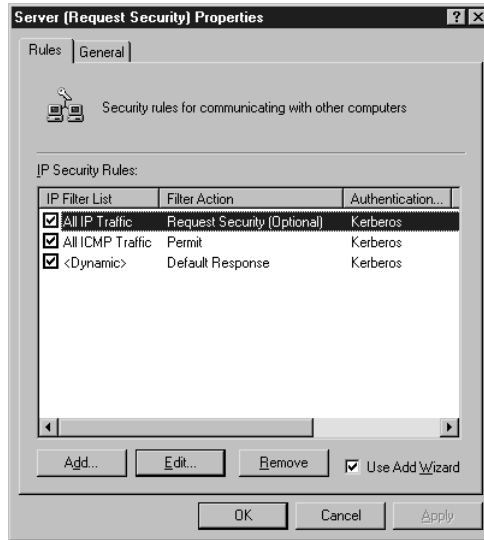 Server (Request Security) Properties
Rules General
Security rules for communicating with other computers
IP Security Rules:
IP Filter List Filter Action Authentication...
All IP Traffic Request Security (Optional) Kerberos
All ICMP Traffic Permit Kerberos
<Dynamic> Default Response Kerberos
Add... Edit... Remove Use Add Wizard
OK Cancel Apply